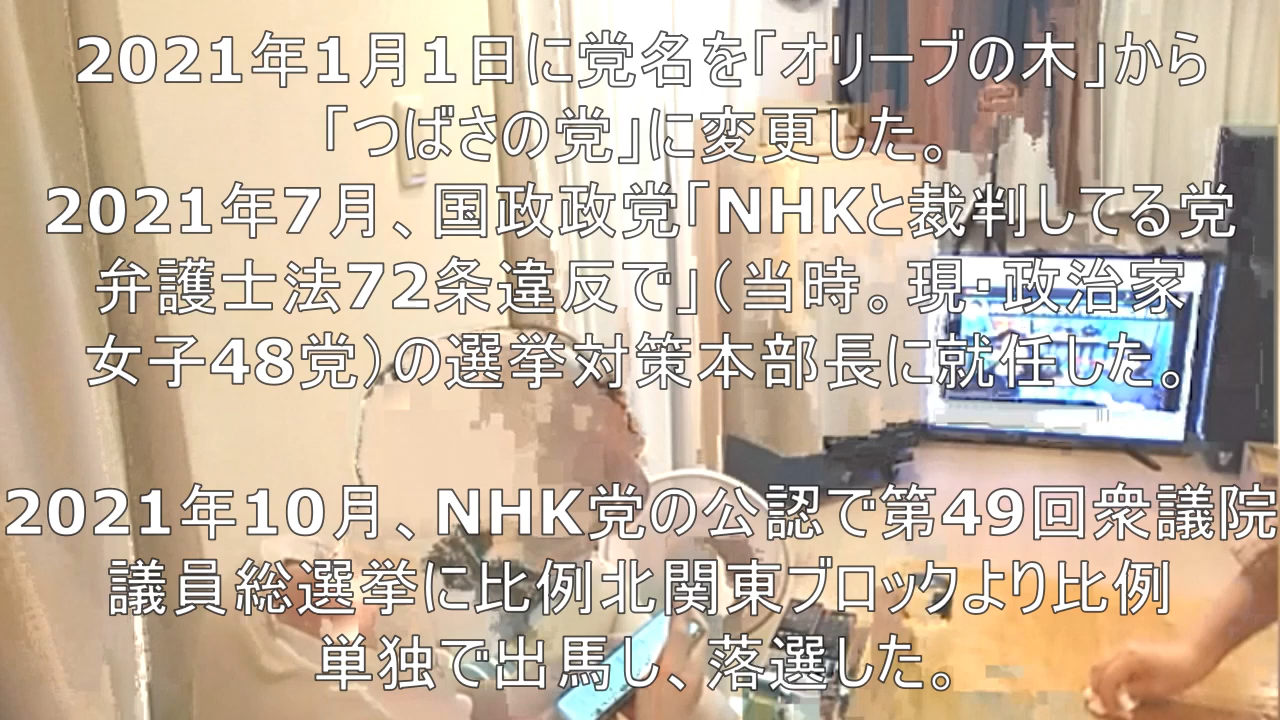 2021年1月1日に党名を「オリーブの木」から
「つばさの党」に変更した。
2021年7月、国政政党「NHKと裁判してる党
弁護士法72条違反で」（当時。現・政治家
女子48党）の選挙対策本部長に就任した。
2021年10月、NHK党の公認で第49回衆議院
議員総選挙に比例北関東ブロックより比例
単独で出馬し、落選した。